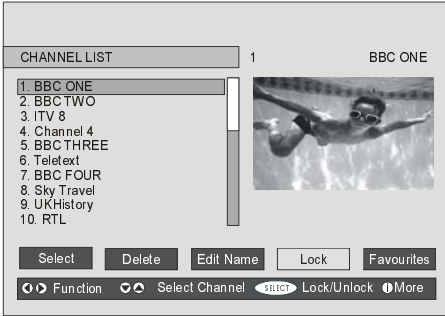 CHANNEL LIST 1 BBC ONE
1. BBC ONE
2. BBC TWO
3. ITV 8
4. Channel 4
5. BBC THREE
6. Teletext
7. BBC FOUR
8. Sky Travel
9. UKHistory
10. RTL
Select Delete Edit Name Lock Favourites
Function Select Channel SELECT Lock/Unlock i More